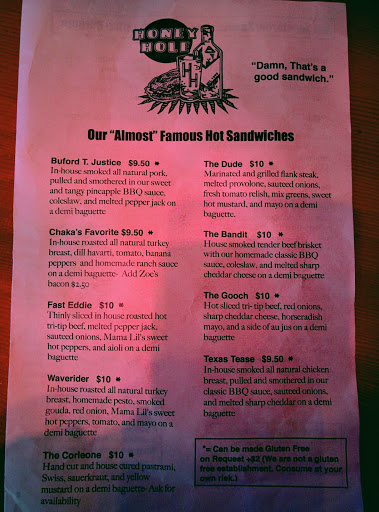 HONEY
HOLE
HH
"Damn, That's a
good sandwich."
Our "Almost" Famous Hot Sandwiches
Buford T. Justice $9.50 *
In-house smoked all natural pork,
pulled and smothered in our sweet
and tangy pineapple BBQ sauce,
coleslaw, and melted pepper jack on
a demi baguette
Chaka's Favorite $9.50 *
In-house roasted all natural turkey
breast, dill havarti, tomato, banana
peppers and homemade ranch sauce
on a demi baguette- Add Zoe's
bacon $2.50
Fast Eddie $10 *
Thinly sliced in house roasted hot
tri-tip beef, melted pepper jack,
sauteed onions, Mama Lil's sweet
hot peppers, and aioli on a demi
baguette
Waverider $10 *
In-house roasted all natural turkey
breast, homemade pesto, smoked
gouda, red onion, Mama Lil's sweet
hot peppers, tomato, and mayo on a
demi baguette
The Corleone $10 *
Hand cut and house cured pastrami,
Swiss, sauerkraut, and yellow
mustard on a demi baguette- Ask for
availability
The Dude $10 *
Marinated and grilled flank steak,
melted provolone, sauteed onions,
fresh tomato relish, mix greens, sweet
hot mustard, and mayo on a demi
baguette.
The Bandit $10 *
House smoked tender beef brisket
with our homemade classic BBQ
sauce, coleslaw, and melted sharp
cheddar cheese on a demi baguette
The Gooch $10 *
Hot sliced tri- tip beef, red onions,
sharp cheddar cheese, horseradish
mayo, and a side of au jus on a demi
baguette
Texas Tease $9.50 *
In-house smoked all natural chicken
breast, pulled and smothered in our
classic BBQ sauce, sauteed onions,
and melted sharp cheddar on a demi
baguette
*= Can be made Gluten Free
on Request +$2 (We are not a gluten
free establishment, Consume at your
own risk.)